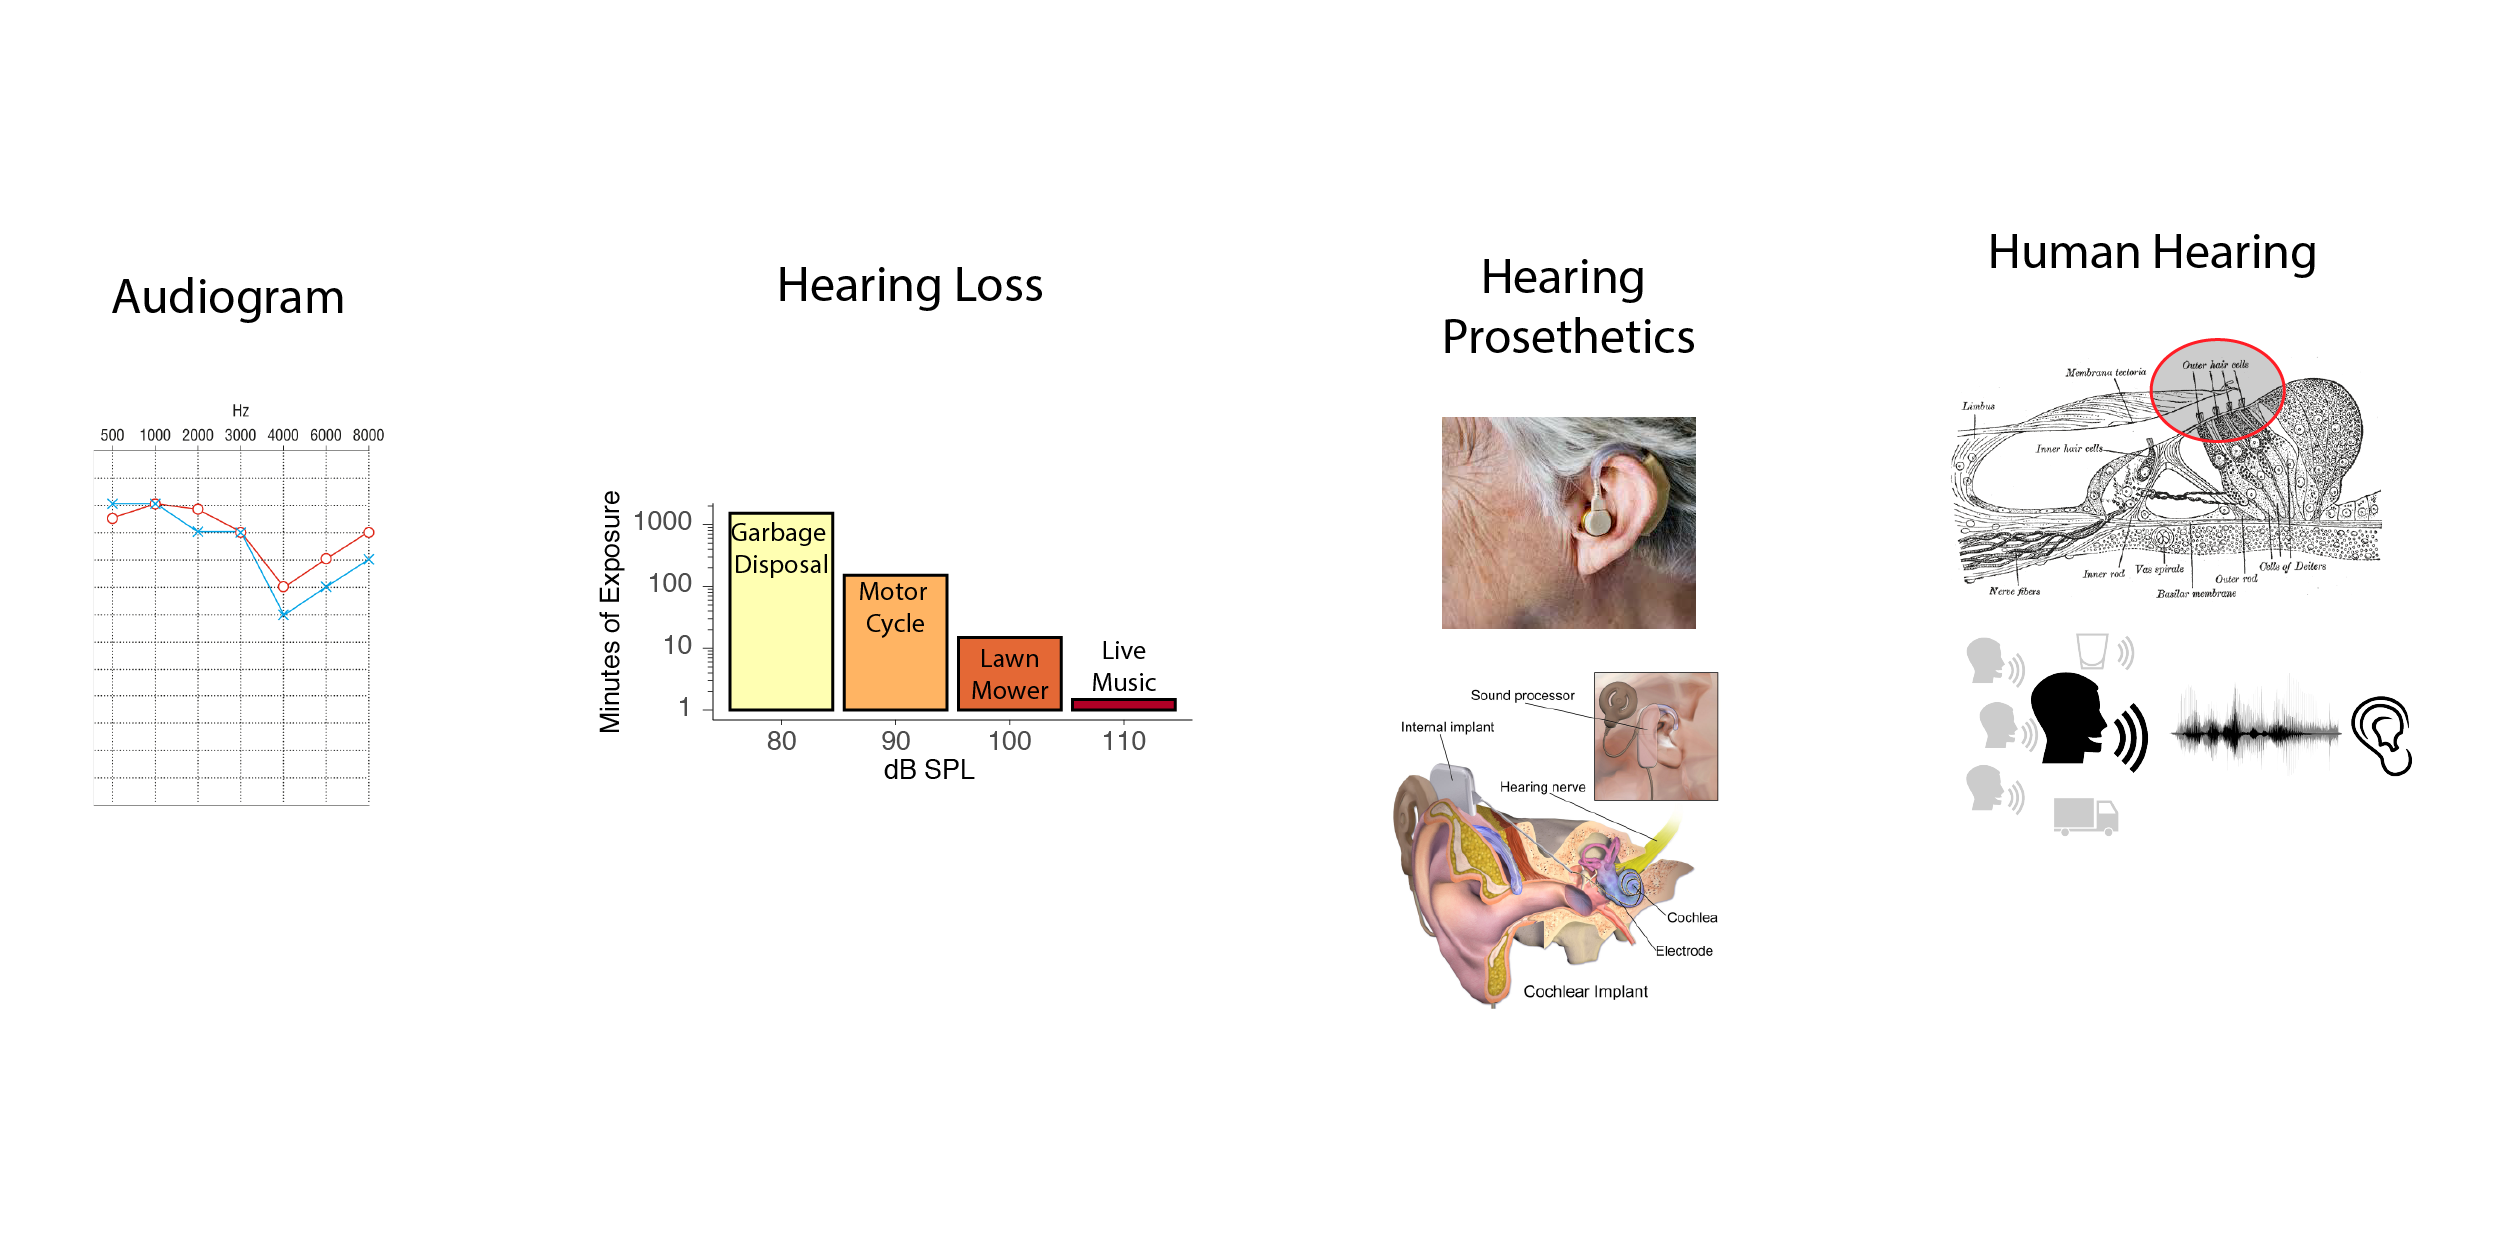 Audiogram
Hz
500 1000 2000 3000 4000 6000 8000
Hearing Loss
Minutes of Exposure
1000
100
10
1
Garbage
Disposal
Motor
Cycle
Lawn
Mower
Live
Music
80 90 100 110
dB SPL
Hearing
Prosethetics
Sound processor
Internal implant
Hearing nerve
Cochlea
Electrode
Cochlear Implant
Human Hearing
Outer hair cells
Membrana tectoria
Limbus
Inner hair cells
Nerve fibers
Inner rod
Vas spirale
Basilar membrane
Outer rod
Cells of Deiters